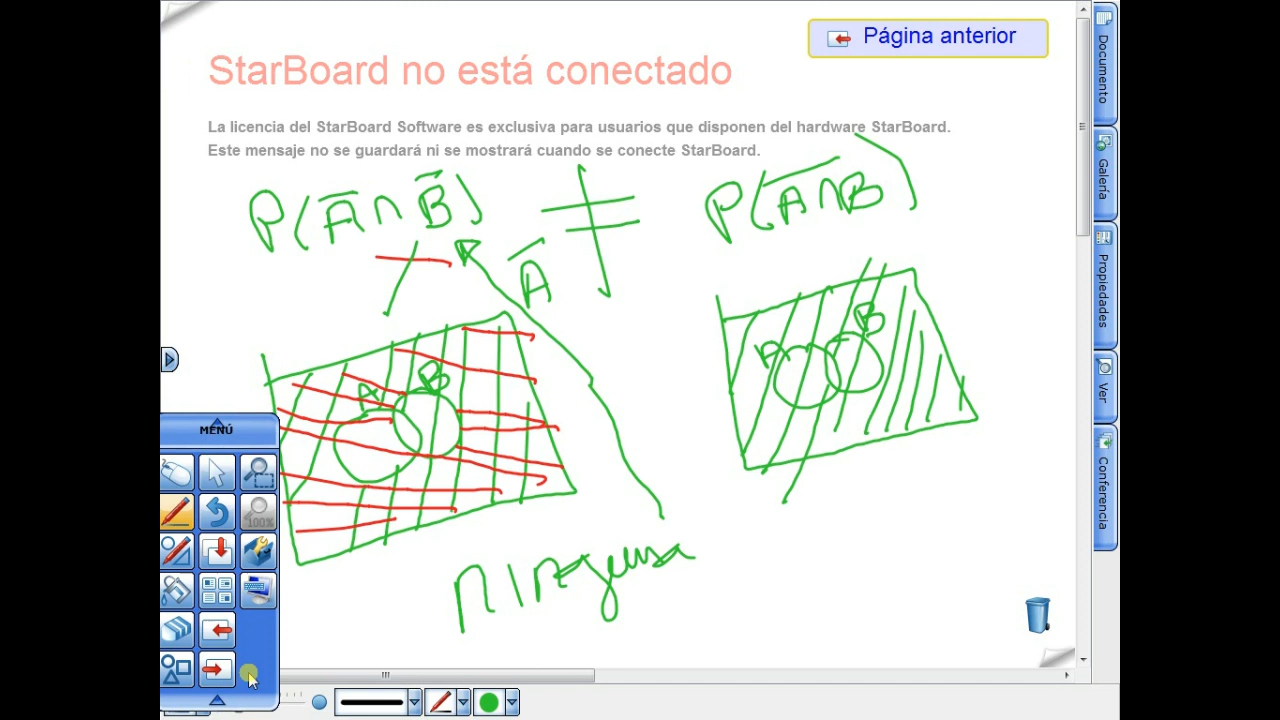 Página anterior
StarBoard no está conectado
La licencia del StarBoard Software es exclusiva para usuarios que disponen del hardware StarBoard.
Este mensaje no se guardará ni se mostrará cuando se conecte StarBoard.
P(A̅∩B̅) ≠ P(A̅∩̅B̅)
A̅
A B
A B
ninguna
MENÚ
100%
Documento
Galería
Propiedades
Ver
Conferencia